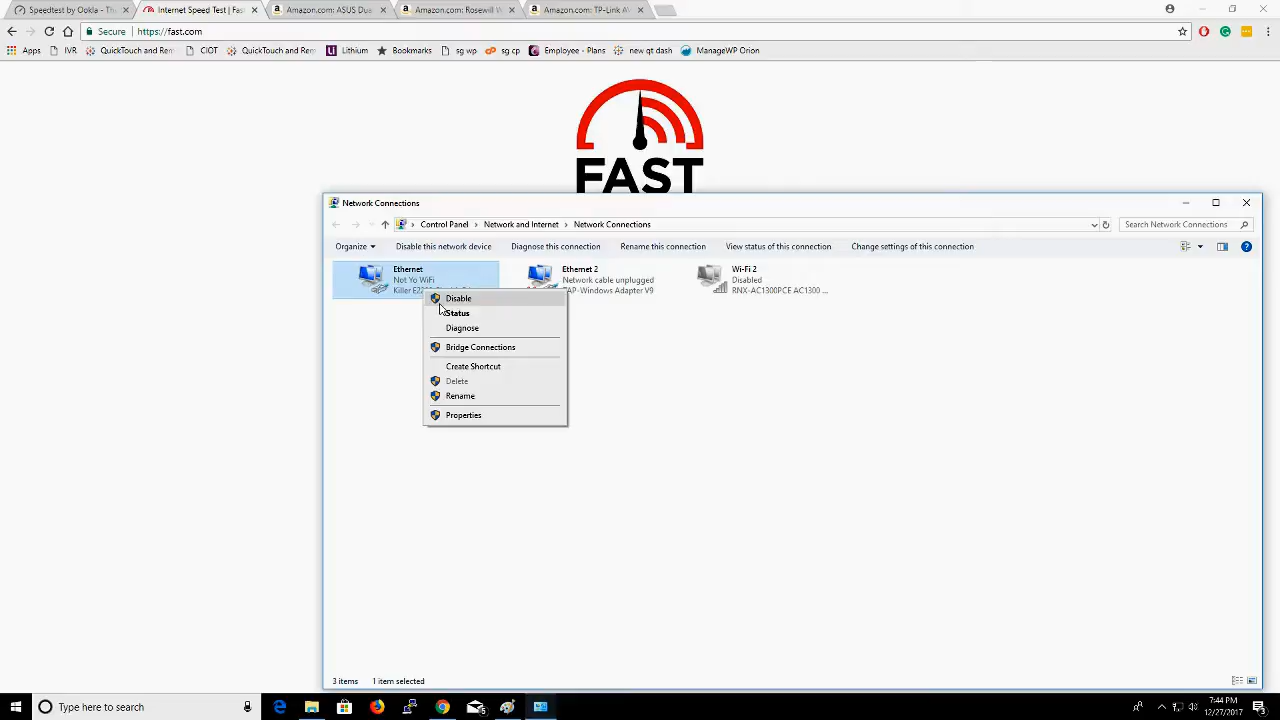 Speedtest by Ookla - Th
Internet Speed Test | Fas
Amazon.com: ASUS Dua
Amazon.com: Rosewill W
Amazon.com: TP-Link AV
Secure
https://fast.com
Apps
IVR
QuickTouch and Rem
CIOT
QuickTouch and Rem
Lithium
Bookmarks
sg wp
sg cp
Employee - Plans
new qt dash
ManageWP Orion
FAST
Network Connections
Control Panel
Network and Internet
Network Connections
Search Network Connections
Organize
Disable this network device
Diagnose this connection
Rename this connection
View status of this connection
Change settings of this connection
Ethernet
Not Yo WiFi
Killer
Ethernet 2
Network cable unplugged
TAP-Windows Adapter V9
Wi-Fi 2
Disabled
RNX-AC1300PCE AC1300 ...
Disable
Status
Diagnose
Bridge Connections
Create Shortcut
Delete
Rename
Properties
3 items
1 item selected
Type here to search
7:44 PM
12/27/2017